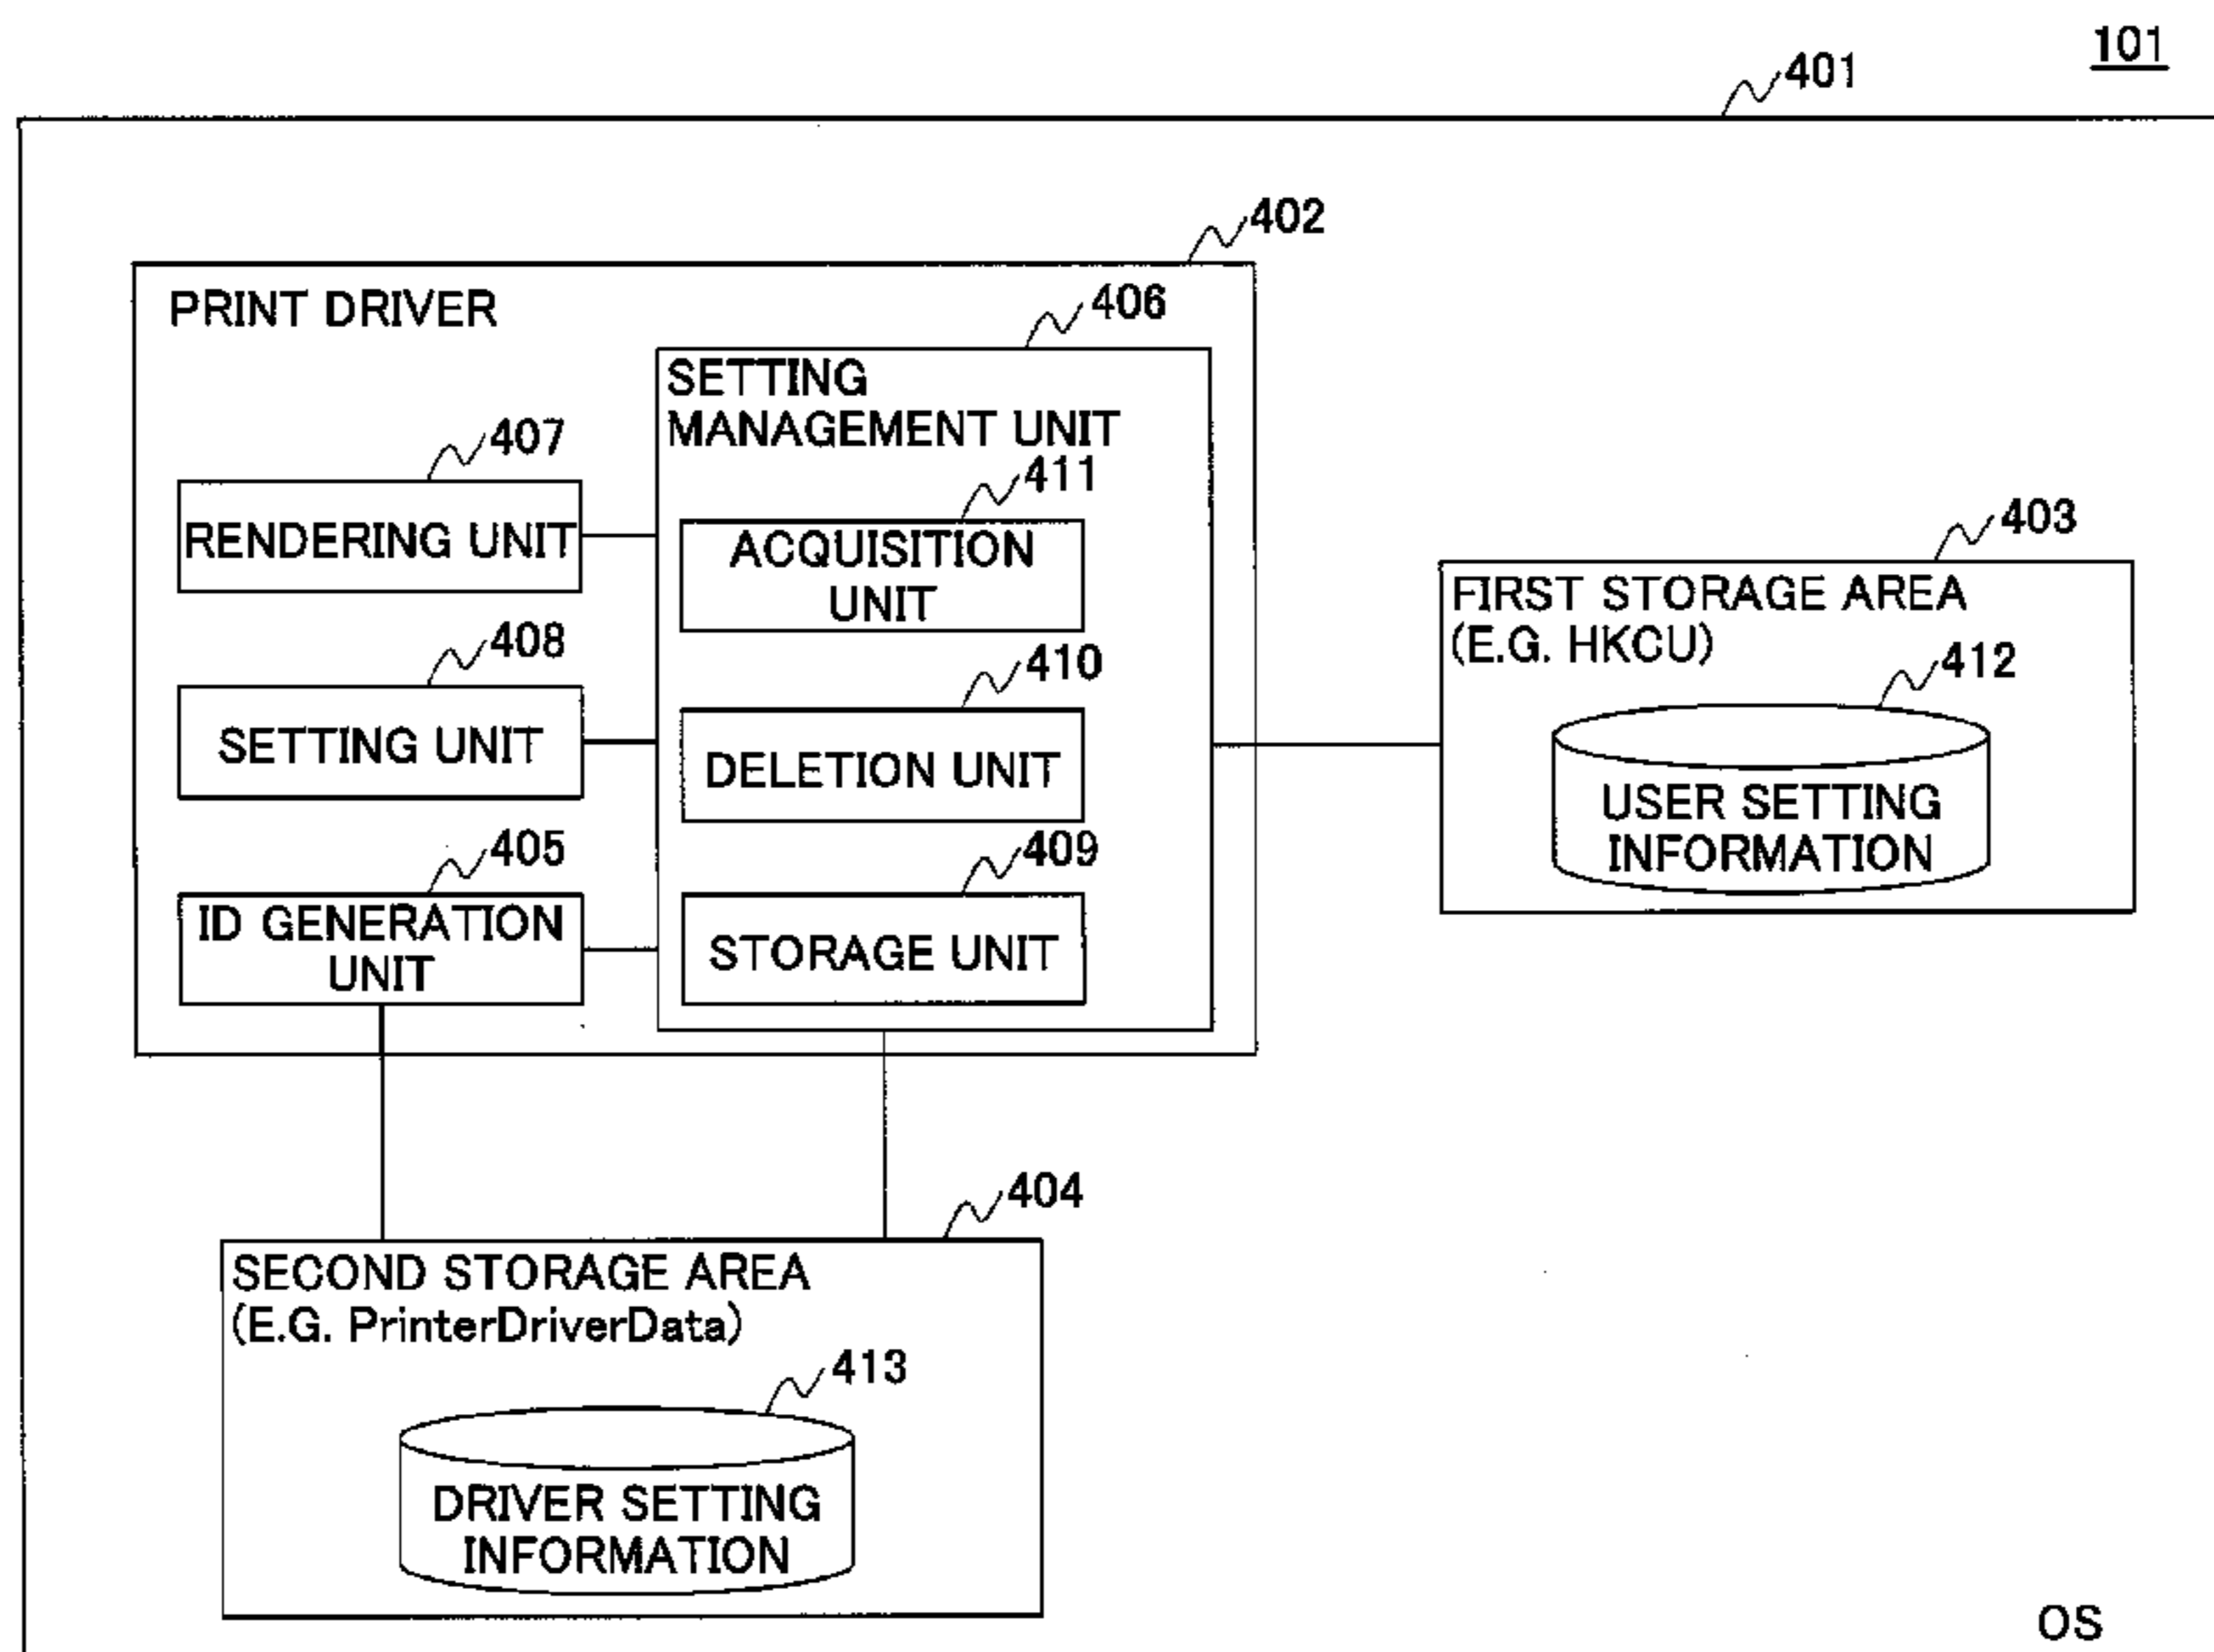 101
401
402
PRINT DRIVER
406
SETTING
MANAGEMENT UNIT
407
RENDERING UNIT
411
ACQUISITION
UNIT
408
SETTING UNIT
410
DELETION UNIT
405
ID GENERATION
UNIT
409
STORAGE UNIT
403
FIRST STORAGE AREA
(E.G. HKCU)
412
USER SETTING
INFORMATION
404
SECOND STORAGE AREA
(E.G. PrinterDriverData)
413
DRIVER SETTING
INFORMATION
OS